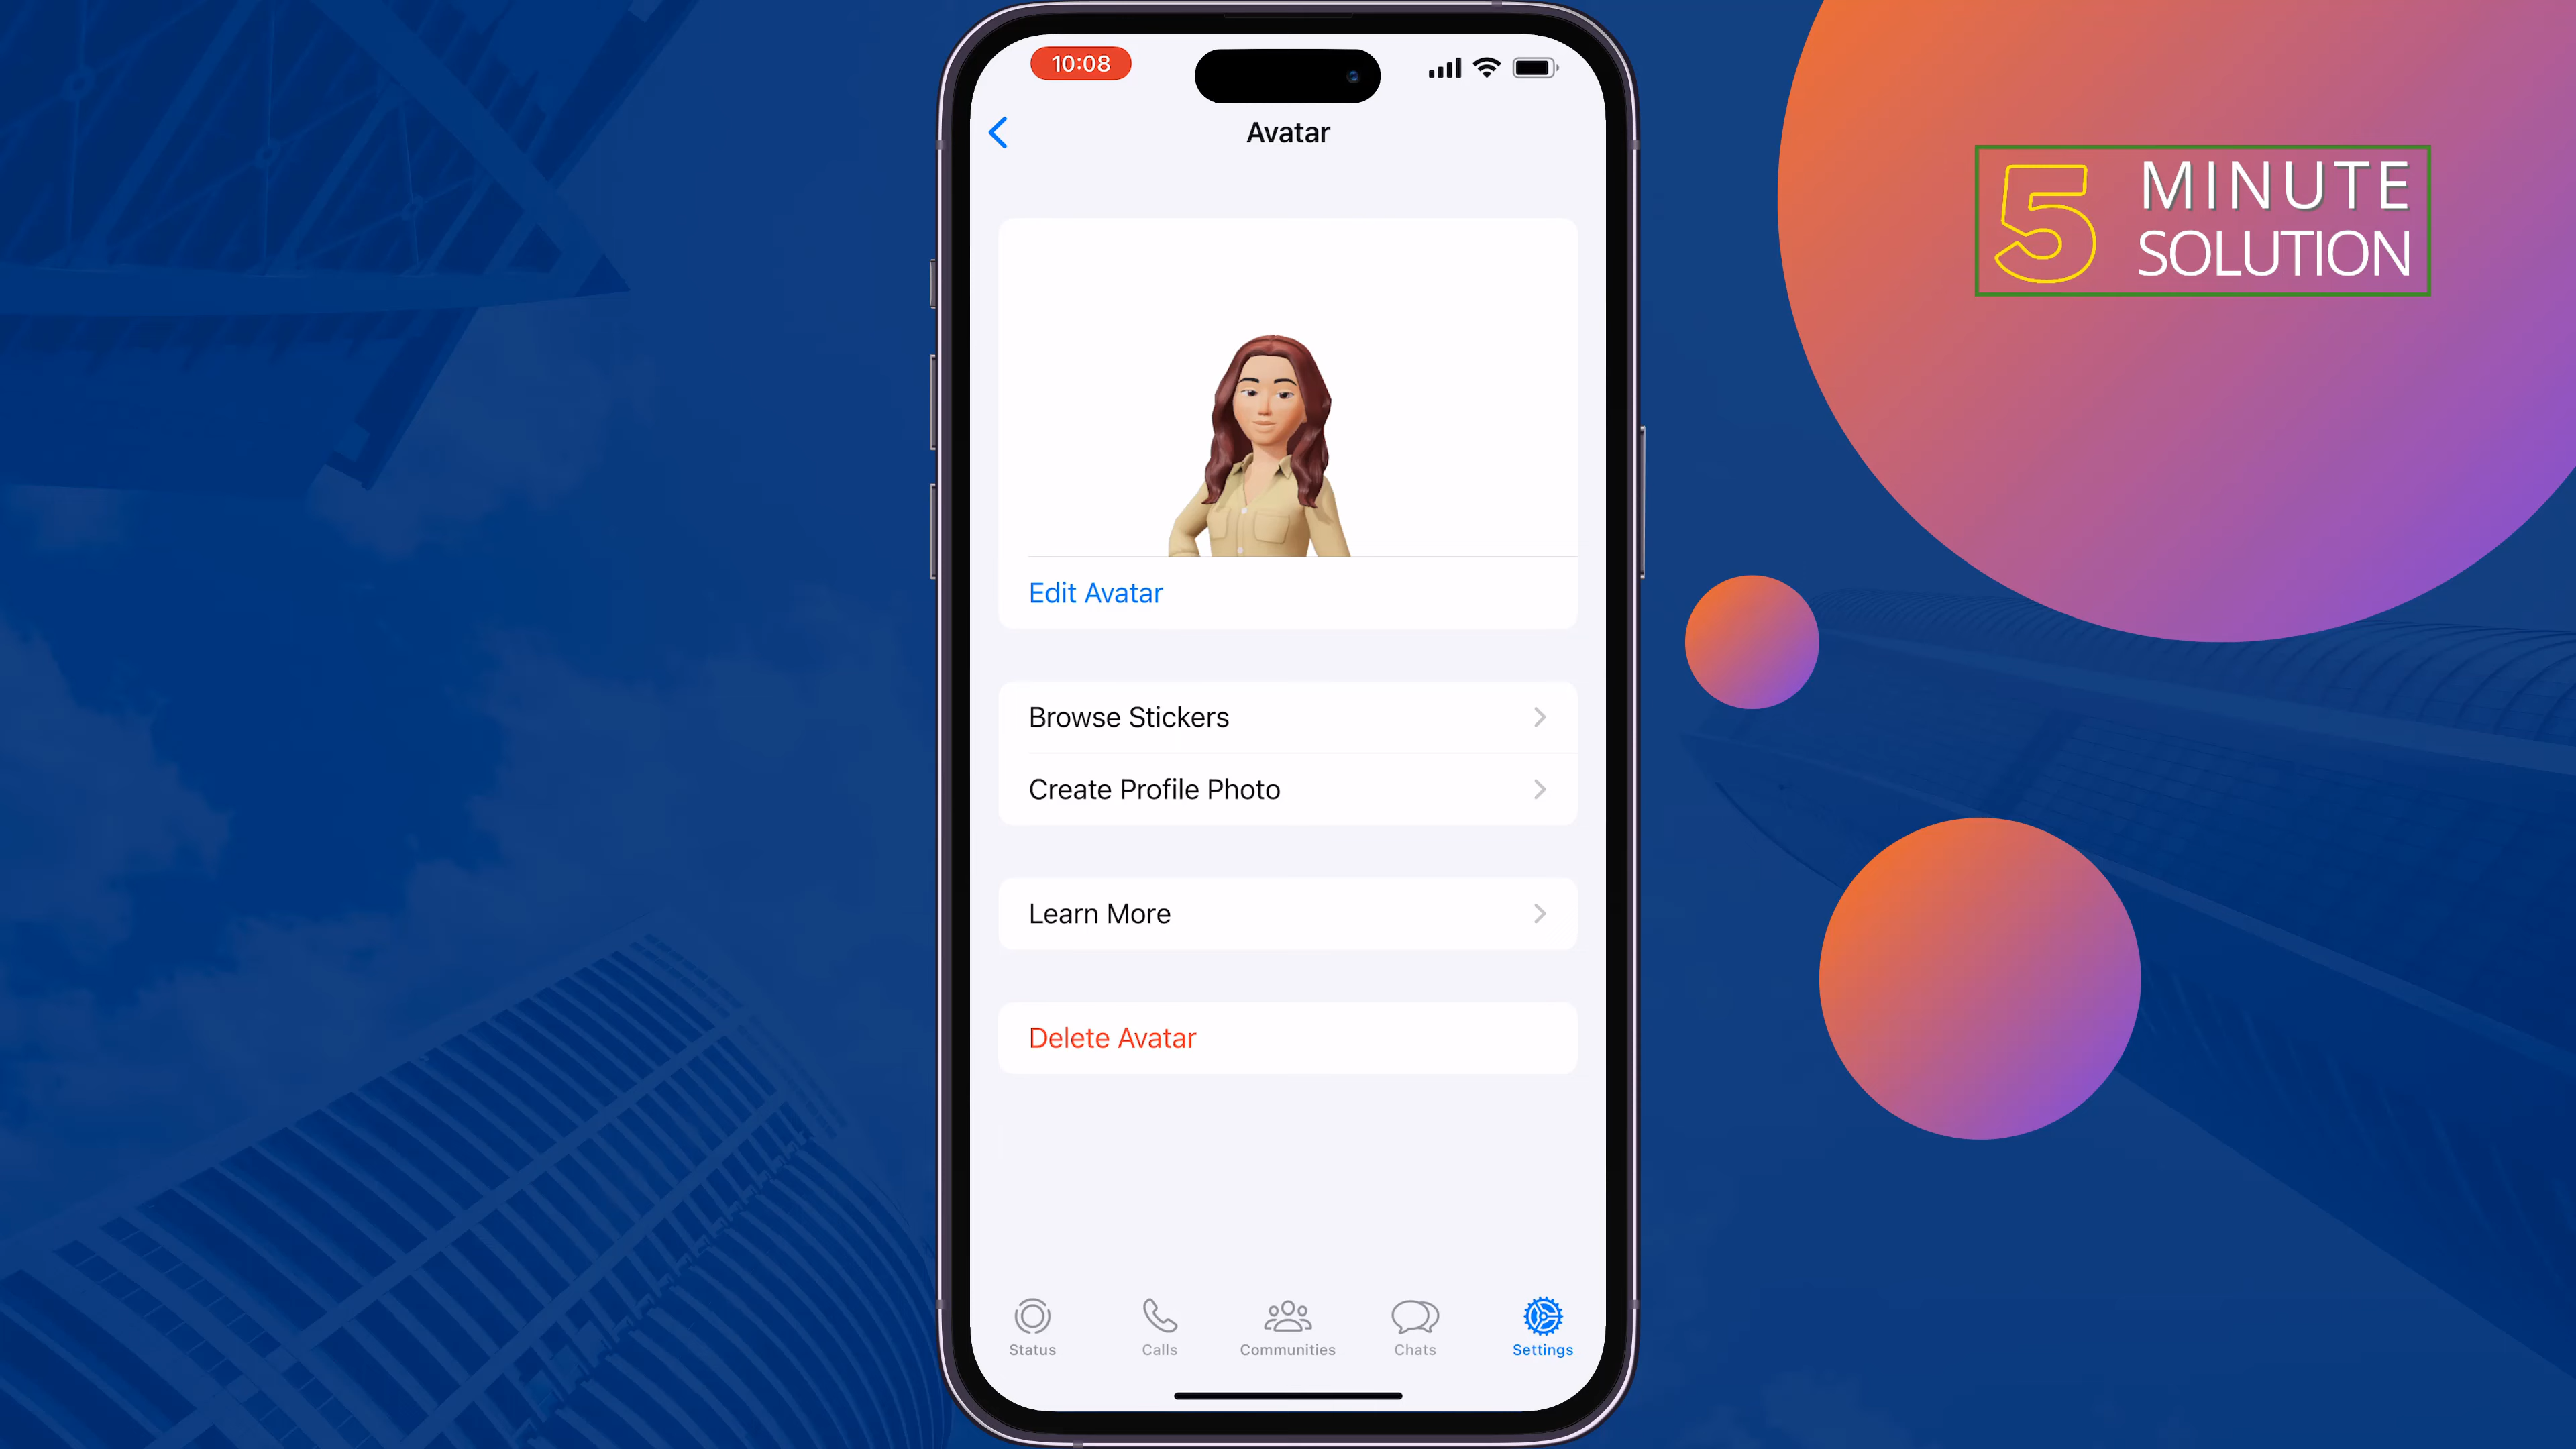 10:08
Avatar
5 MINUTE
SOLUTION
Edit Avatar
Browse Stickers
Create Profile Photo
Learn More
Delete Avatar
Status
Calls
Communities
Chats
Settings